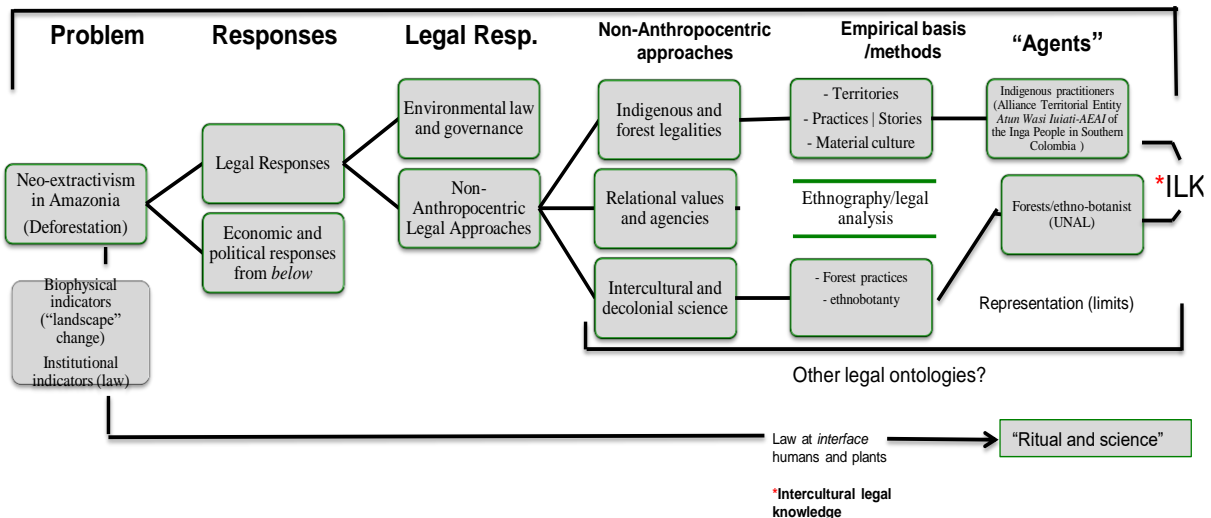 Problem
Responses
Legal Resp.
Non-Anthropocentric
approaches
Empirical basis
/methods
“Agents”
Neo-extractivism
in Amazonia
(Deforestation)
Biophysical
indicators
(“landscape”
change)
Institutional
indicators (law)
Legal Responses
Economic and
political responses
from below
Environmental law
and governance
Non-
Anthropocentric
Legal Approaches
Indigenous and
forest legalities
Relational values
and agencies
Intercultural and
decolonial science
- Territories
- Practices | Stories
- Material culture
Ethnography/legal
analysis
- Forest practices
- ethnobotany
Indigenous practitioners
(Alliance Territorial Entity
Atun Wasi Iuiati-AEAI of
the Inga People in Southern
Colombia )
Forests/ethno-botanist
(UNAL)
*ILK
Representation (limits)
Other legal ontologies?
Law at interface
humans and plants
“Ritual and science”
*Intercultural legal
knowledge